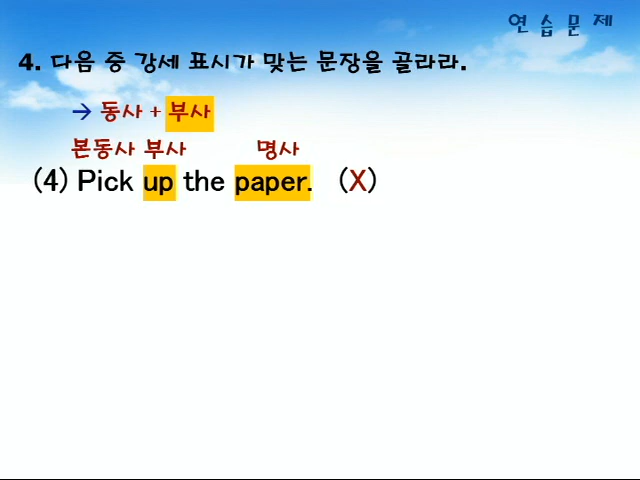 연 습 문 제
4. 다음 중 강세 표시가 맞는 문장을 골라라.
→ 동사 + 부사
본동사 부사 명사
(4) Pick up the paper. (X)